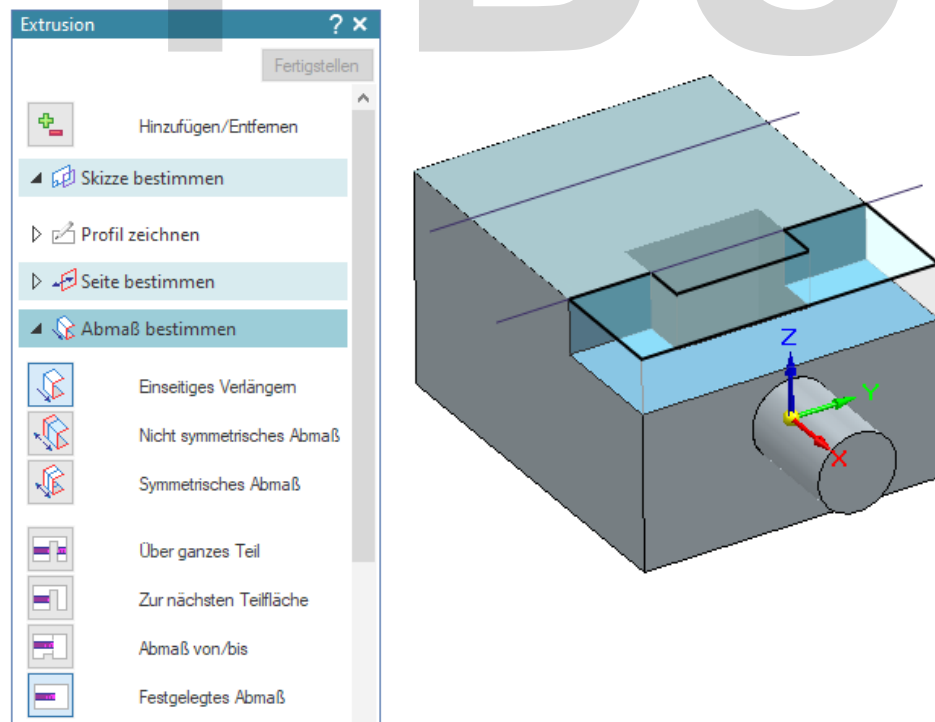 Extrusion ? ×
Fertigstellen
Hinzufügen/Entfernen
Skizze bestimmen
Profil zeichnen
Seite bestimmen
Abmaß bestimmen
Einseitiges Verlängern
Nicht symmetrisches Abmaß
Symmetrisches Abmaß
Über ganzes Teil
Zur nächsten Teilfläche
Abmaß von/bis
Festgelegtes Abmaß
Z
Y
X